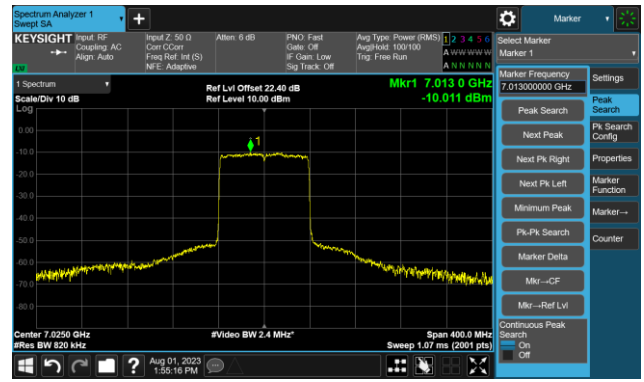 Spectrum Analyzer 1
Swept SA
+
Marker
KEYSIGHT
Input: RF
Coupling: AC
Align: Auto
Input Z: 50 Ω
Corr CCorr
Freq Ref: Int (S)
NFE: Adaptive
Atten: 6 dB
PNO: Fast
Gate: Off
IF Gain: Low
Sig Track: Off
Avg Type: Power (RMS)
Avg|Hold: 100/100
Trig: Free Run
1 2 3 4 5 6
A W W W W W
A N N N N N
Select Marker
Marker 1
1 Spectrum
Scale/Div 10 dB
Log
Ref Lvl Offset 22.40 dB
Ref Level 10.00 dBm
Mkr1 7.013 0 GHz
-10.011 dBm
0.00
-10.0
-20.0
-30.0
-40.0
-50.0
-60.0
-70.0
-80.0
1
Center 7.0250 GHz
#Res BW 820 kHz
#Video BW 2.4 MHz*
Span 400.0 MHz
Sweep 1.07 ms (2001 pts)
Marker Frequency
7.013000000 GHz
Peak Search
Next Peak
Next Pk Right
Next Pk Left
Minimum Peak
Pk-Pk Search
Marker Delta
Mkr→CF
Mkr→Ref Lvl
Continuous Peak
Search
On
Off
Settings
Peak
Search
Pk Search
Config
Properties
Marker
Function
Marker→
Counter
?
Aug 01, 2023
1:55:16 PM